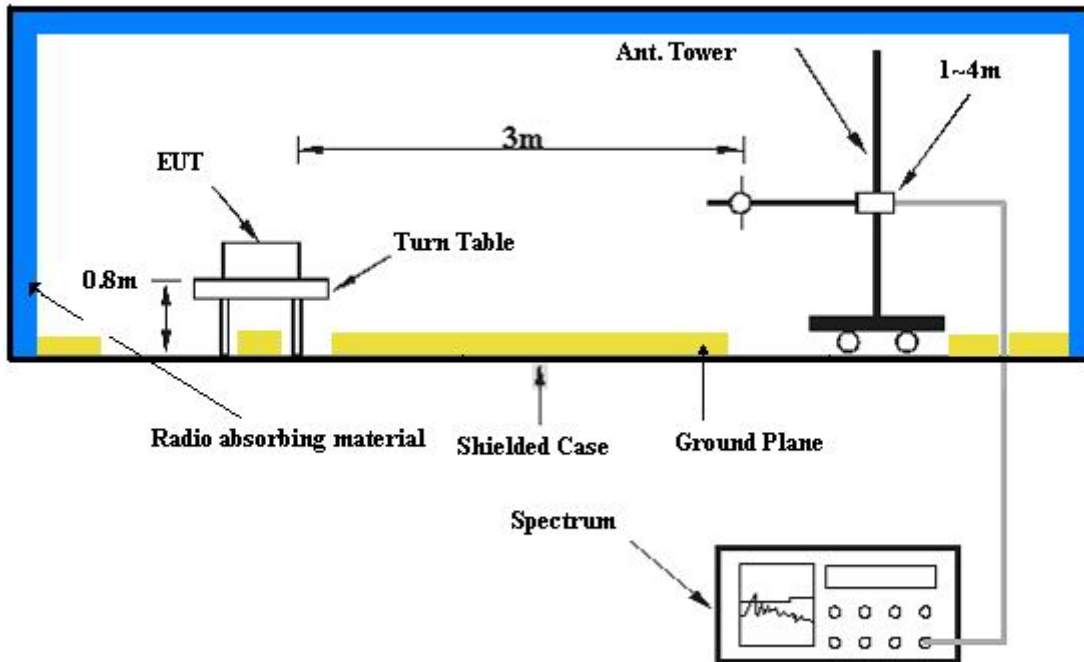 Ant. Tower
1~4m
3m
EUT
Turn Table
0.8m
Radio absorbing material
Shielded Case
Ground Plane
Spectrum